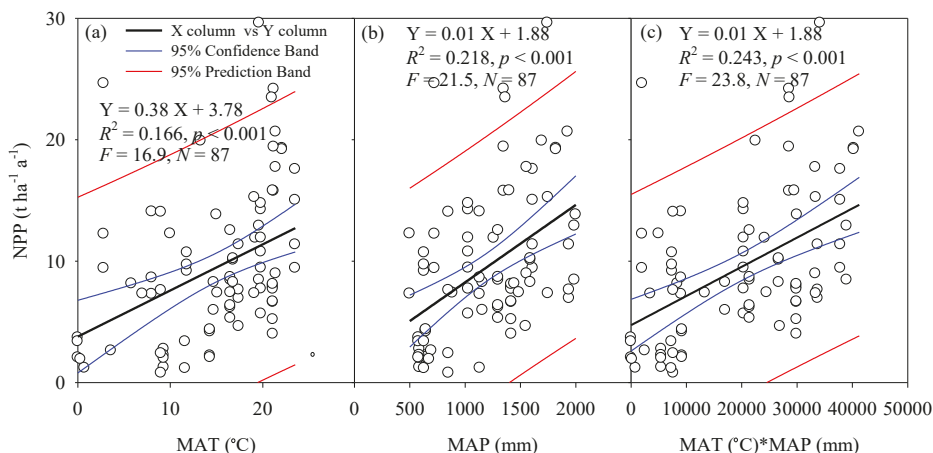 NPP (t ha⁻¹ a⁻¹)
30
20
10
0
(a)
X column vs Y column
95% Confidence Band
95% Prediction Band
Y = 0.38 X + 3.78
R² = 0.166, p < 0.001
F = 16.9, N = 87
0 10 20
MAT (°C)
(b)
Y = 0.01 X + 1.88
R² = 0.218, p < 0.001
F = 21.5, N = 87
0 500 1000 1500 2000
MAP (mm)
(c)
Y = 0.01 X + 1.88
R² = 0.243, p < 0.001
F = 23.8, N = 87
0 10000 20000 30000 40000 50000
MAT (°C)*MAP (mm)